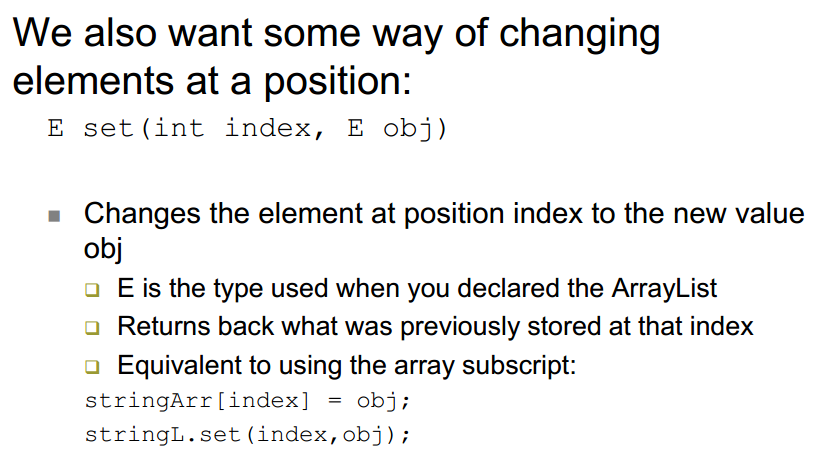 We also want some way of changing
elements at a position:
E set(int index, E obj)
Changes the element at position index to the new value
obj
E is the type used when you declared the ArrayList
Returns back what was previously stored at that index
Equivalent to using the array subscript:
stringArr[index] = obj;
stringL.set(index,obj);